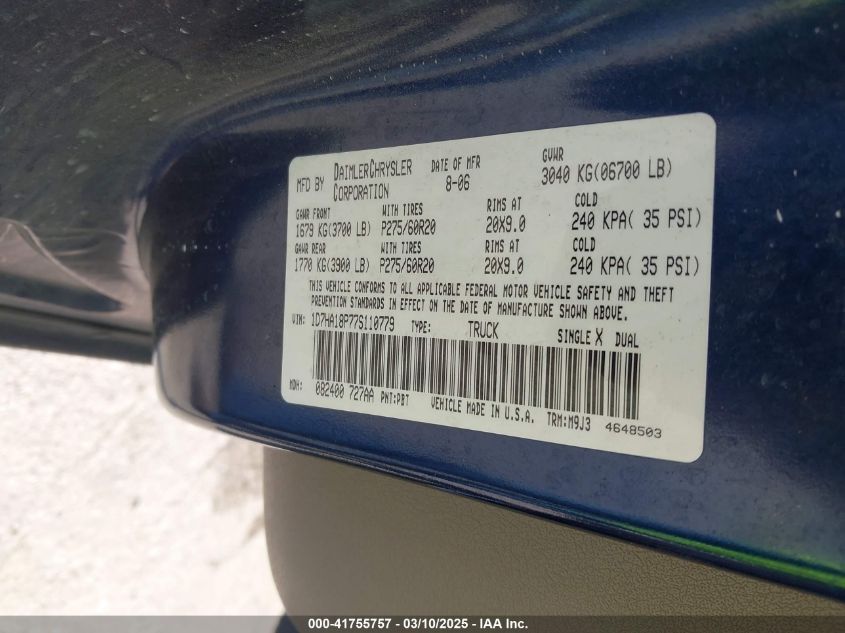 MFD BY DAIMLERCHRYSLER CORPORATION DATE OF MFR 8-06 GVWR 3040 KG(06700 LB)
GAWR FRONT WITH TIRES RIMS AT COLD
1679 KG(3700 LB) P275/60R20 20X9.0 240 KPA( 35 PSI)
GAWR REAR WITH TIRES RIMS AT COLD
1770 KG(3900 LB) P275/60R20 20X9.0 240 KPA( 35 PSI)
THIS VEHICLE CONFORMS TO ALL APPLICABLE FEDERAL MOTOR VEHICLE SAFETY AND THEFT
PREVENTION STANDARDS IN EFFECT ON THE DATE OF MANUFACTURE SHOWN ABOVE.
VIN: 1D7HA18P77S110779 TYPE: TRUCK SINGLE X DUAL
MDH: 082400 727AA PNT:PBT VEHICLE MADE IN U.S.A. TRM:M9J3 4648503
000-41755757 - 03/10/2025 - IAA Inc.